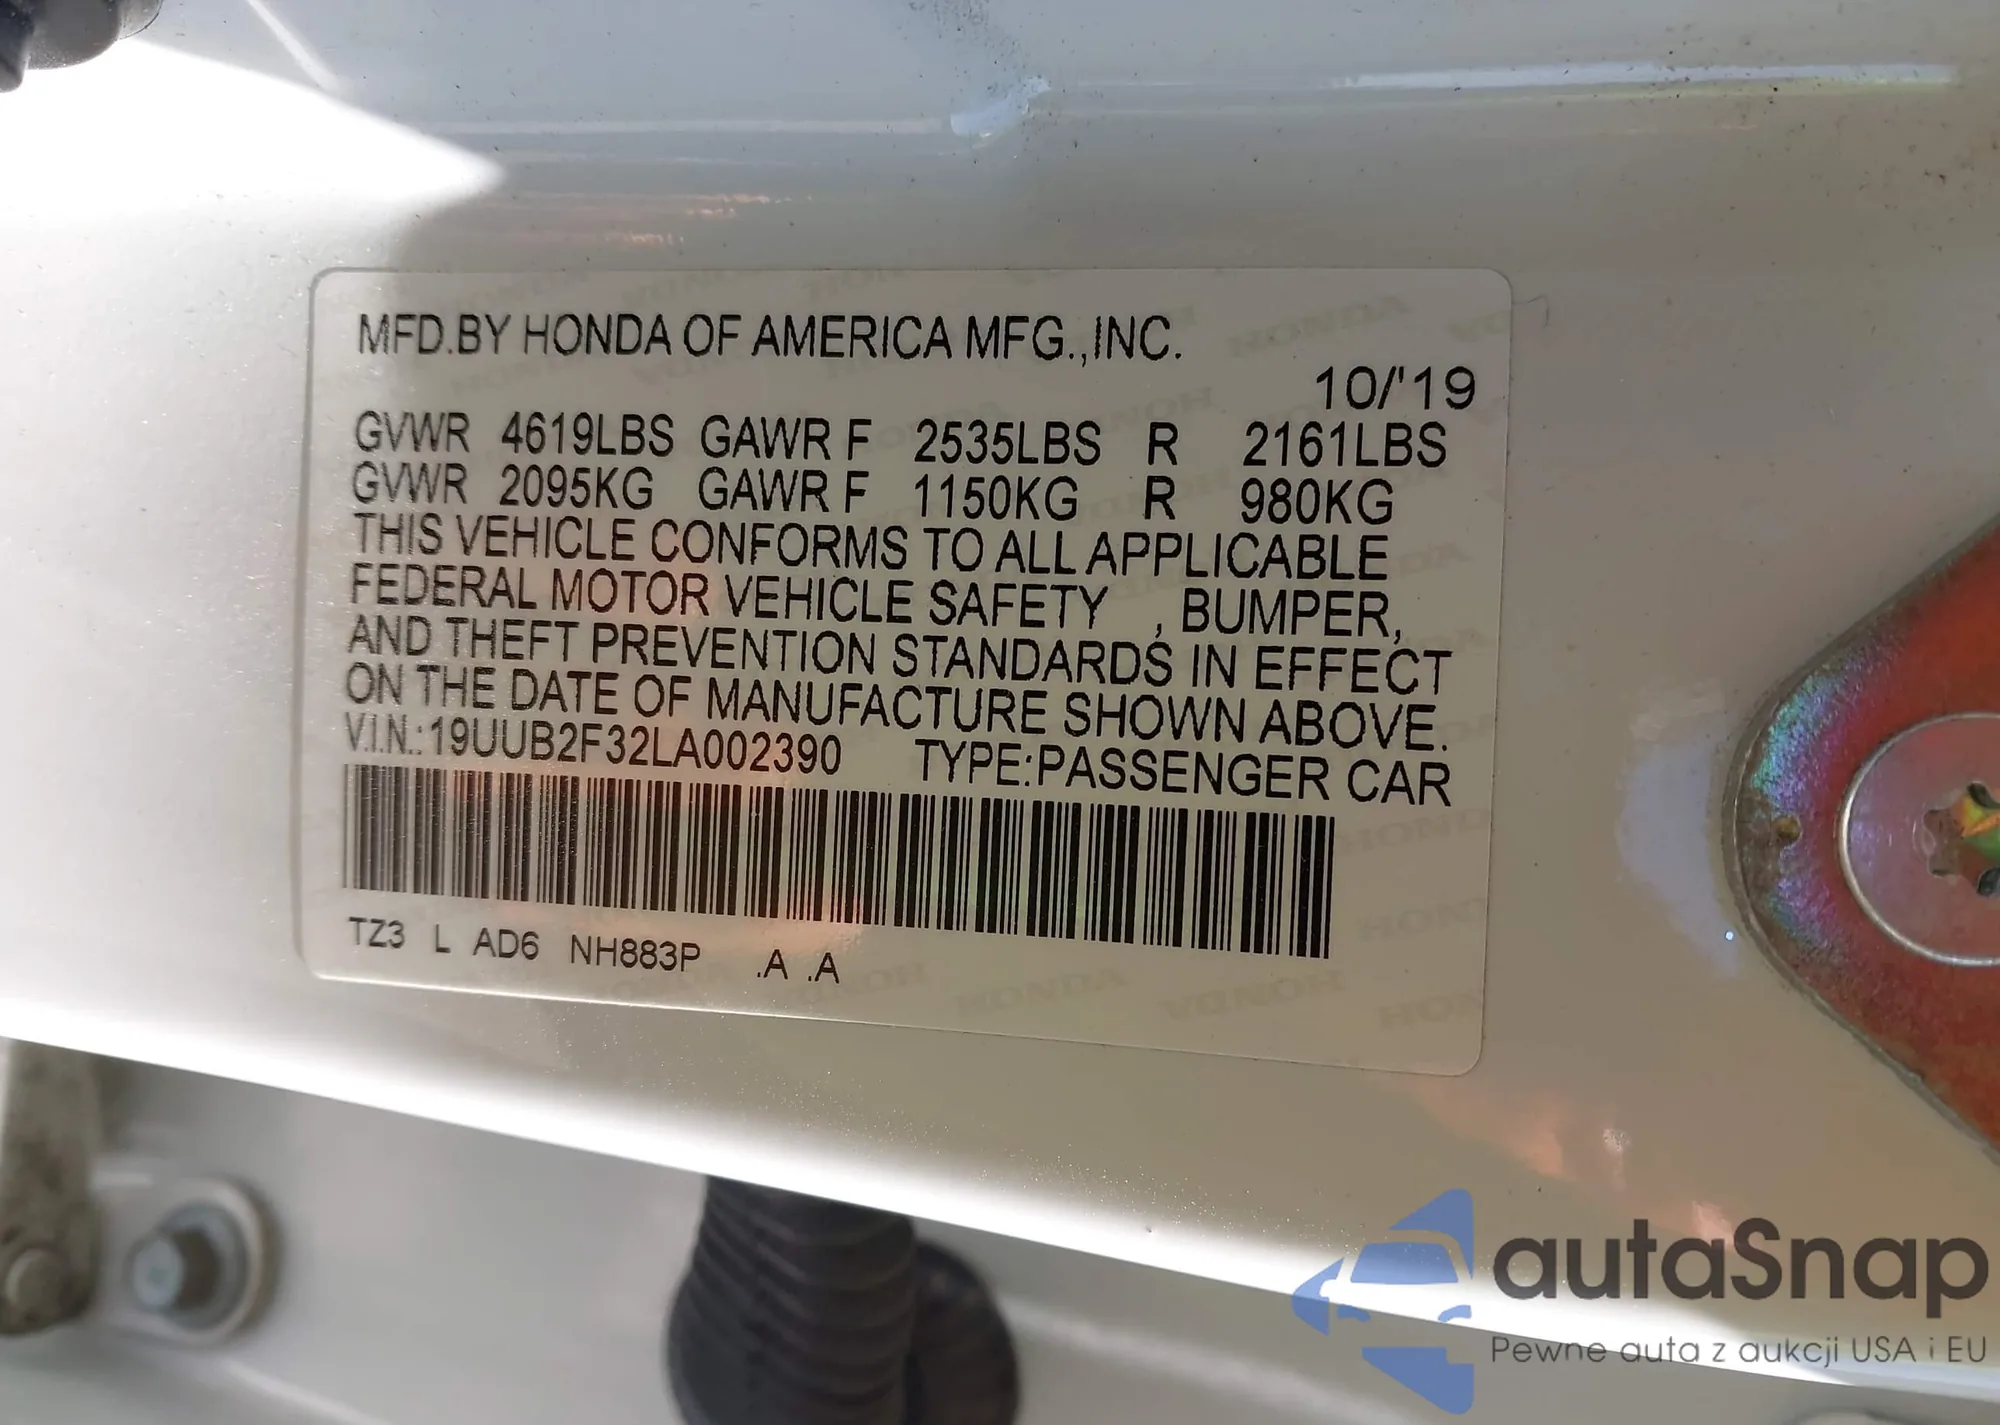 MFD.BY HONDA OF AMERICA MFG.,INC.
10/'19
GVWR 4619LBS GAWR F 2535LBS R 2161LBS
GVWR 2095KG GAWR F 1150KG R 980KG
THIS VEHICLE CONFORMS TO ALL APPLICABLE
FEDERAL MOTOR VEHICLE SAFETY , BUMPER,
AND THEFT PREVENTION STANDARDS IN EFFECT
ON THE DATE OF MANUFACTURE SHOWN ABOVE.
V.I.N.:19UUB2F32LA002390 TYPE:PASSENGER CAR
TZ3 L AD6 NH883P .A .A
autaSnap
Pewne auta z aukcji USA i EU